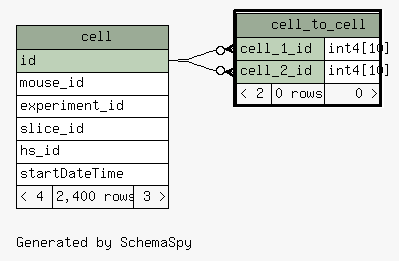 cell
id
mouse_id
experiment_id
slice_id
hs_id
startDateTime
< 4 2,400 rows 3 >
cell_to_cell
cell_1_id int4[10]
cell_2_id int4[10]
< 2 0 rows 0 >
Generated by SchemaSpy